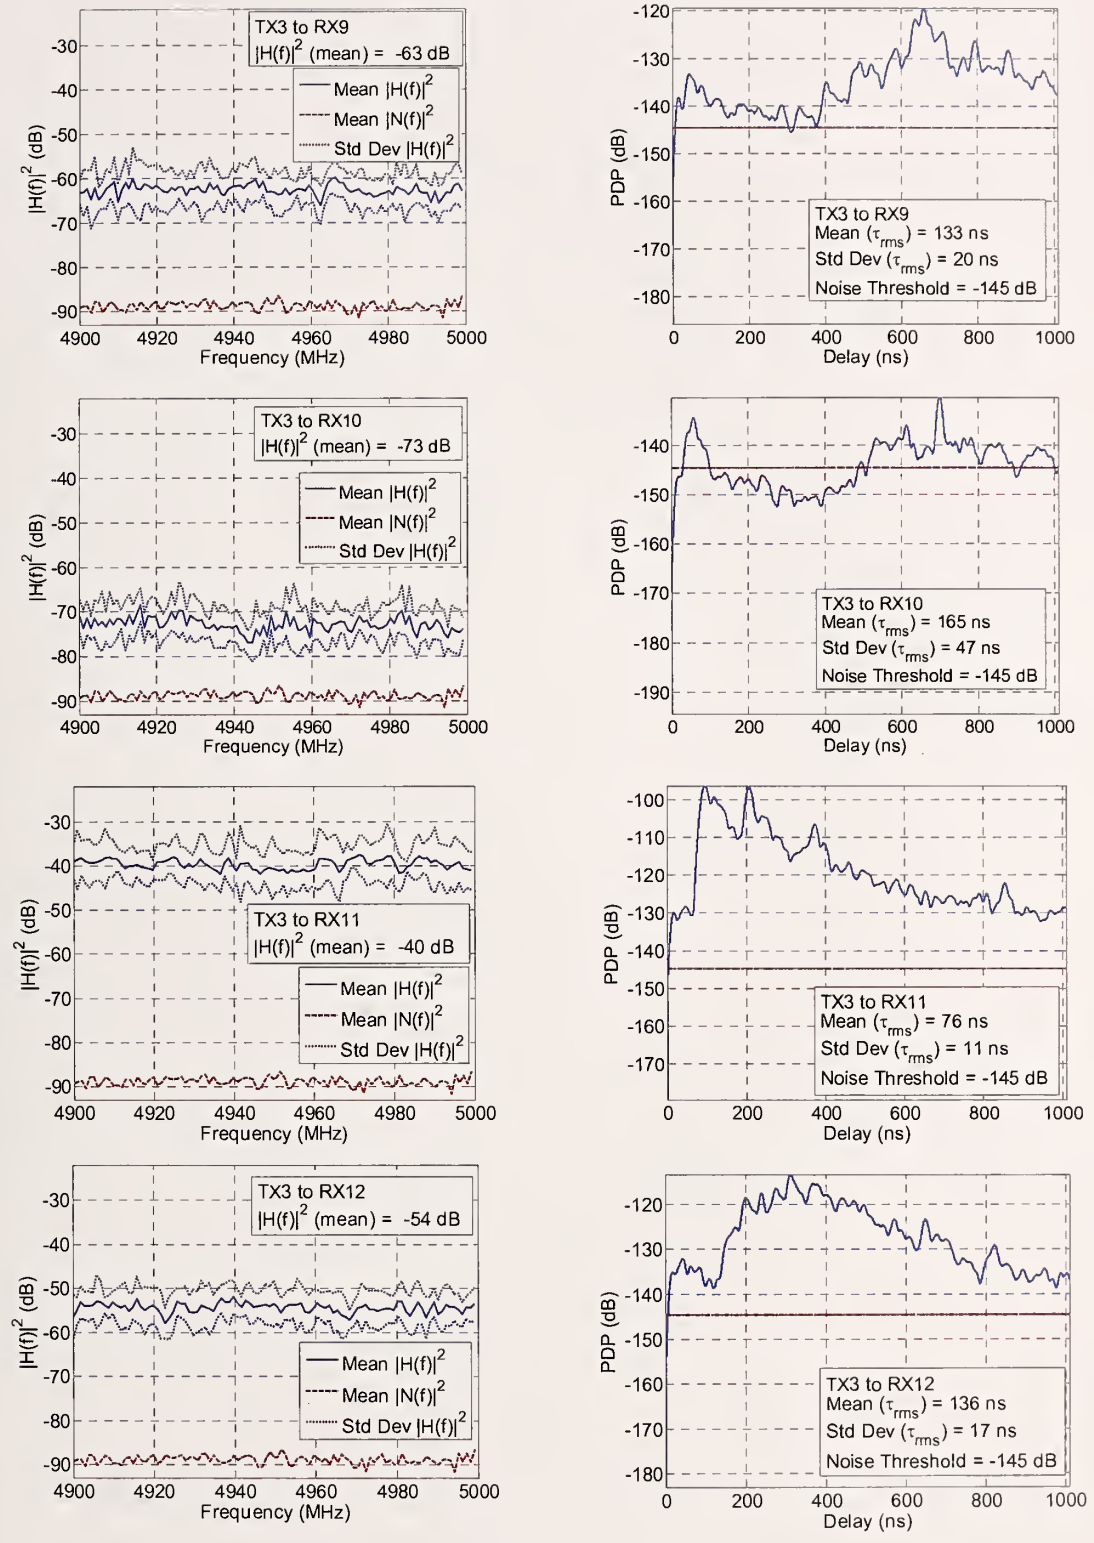 TX3 to RX9
|H(f)|² (mean) = -63 dB
Mean |H(f)|²
Mean |N(f)|²
Std Dev |H(f)|²
|H(f)|² (dB)
-30
-40
-50
-60
-70
-80
-90
4900 4920 4940 4960 4980 5000
Frequency (MHz)
PDP (dB)
-120
-130
-140
-150
-160
-170
-180
TX3 to RX9
Mean (τrms) = 133 ns
Std Dev (τrms) = 20 ns
Noise Threshold = -145 dB
0 200 400 600 800 1000
Delay (ns)
TX3 to RX10
|H(f)|² (mean) = -73 dB
Mean |H(f)|²
Mean |N(f)|²
Std Dev |H(f)|²
|H(f)|² (dB)
-30
-40
-50
-60
-70
-80
-90
4900 4920 4940 4960 4980 5000
Frequency (MHz)
PDP (dB)
-140
-150
-160
-170
-180
-190
TX3 to RX10
Mean (τrms) = 165 ns
Std Dev (τrms) = 47 ns
Noise Threshold = -145 dB
0 200 400 600 800 1000
Delay (ns)
|H(f)|² (dB)
-30
-40
-50
-60
-70
-80
-90
TX3 to RX11
|H(f)|² (mean) = -40 dB
Mean |H(f)|²
Mean |N(f)|²
Std Dev |H(f)|²
4900 4920 4940 4960 4980 5000
Frequency (MHz)
PDP (dB)
-100
-110
-120
-130
-140
-150
-160
-170
TX3 to RX11
Mean (τrms) = 76 ns
Std Dev (τrms) = 11 ns
Noise Threshold = -145 dB
0 200 400 600 800 1000
Delay (ns)
TX3 to RX12
|H(f)|² (mean) = -54 dB
|H(f)|² (dB)
-30
-40
-50
-60
-70
-80
-90
Mean |H(f)|²
Mean |N(f)|²
Std Dev |H(f)|²
4900 4920 4940 4960 4980 5000
Frequency (MHz)
PDP (dB)
-120
-130
-140
-150
-160
-170
-180
TX3 to RX12
Mean (τrms) = 136 ns
Std Dev (τrms) = 17 ns
Noise Threshold = -145 dB
0 200 400 600 800 1000
Delay (ns)